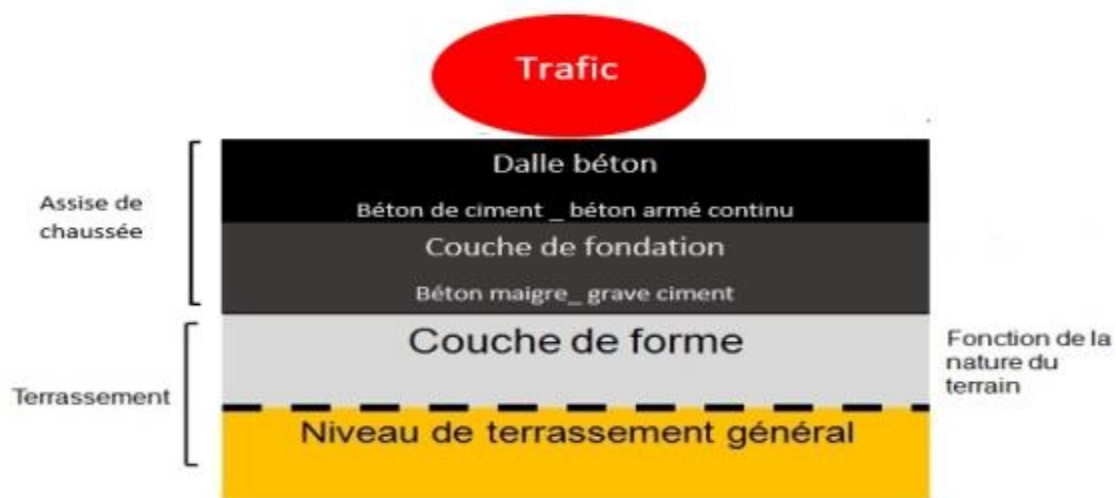 Trafic
Dalle béton
Béton de ciment _ béton armé continu
Assise de
chaussée
Couche de fondation
Béton maigre_ grave ciment
Couche de forme
Fonction de la
nature du
terrain
Terrassement
Niveau de terrassement général